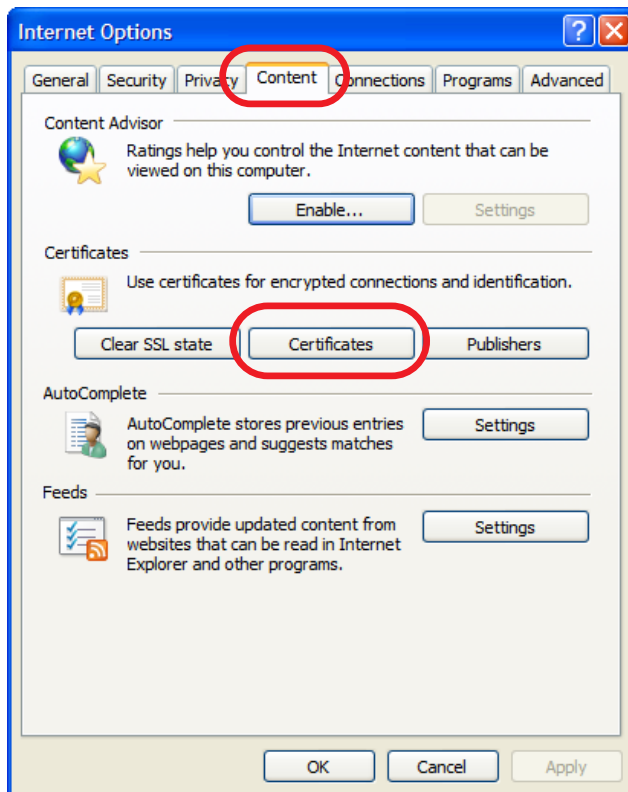 Internet Options
General Security Privacy Content Connections Programs Advanced
Content Advisor
Ratings help you control the Internet content that can be
viewed on this computer.
Enable... Settings
Certificates
Use certificates for encrypted connections and identification.
Clear SSL state Certificates Publishers
AutoComplete
AutoComplete stores previous entries
on webpages and suggests matches
for you.
Settings
Feeds
Feeds provide updated content from
websites that can be read in Internet
Explorer and other programs.
Settings
OK Cancel Apply